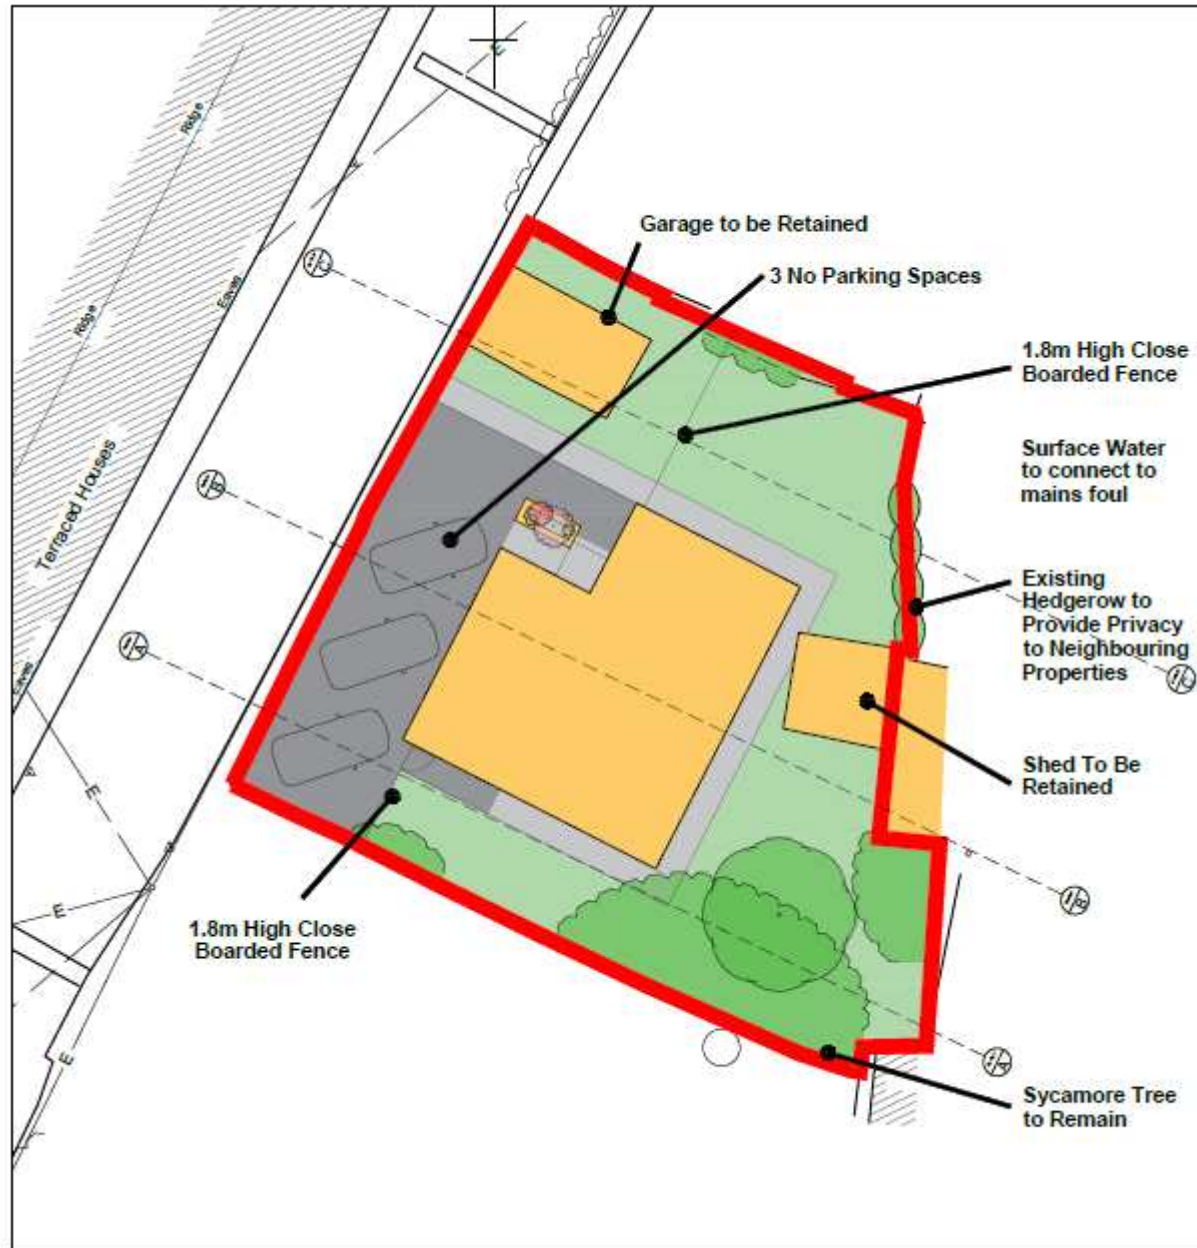 E
Ridge
Garage to be Retained
3 No Parking Spaces
C
Eaves
Ridge
1.8m High Close
Boarded Fence
Surface Water
to connect to
mains foul
B
Terraced Houses
Existing
Hedgerow to
Provide Privacy
to Neighbouring
Properties
A
C
Eaves
Shed To Be
Retained
E
B
E
1.8m High Close
Boarded Fence
E
A
Sycamore Tree
to Remain